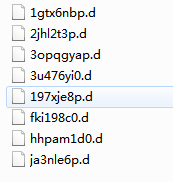 1gtx6nbp.d
2jhl2t3p.d
3opqgyap.d
3u476yi0.d
197xje8p.d
fki198c0.d
hhpam1d0.d
ja3nle6p.d